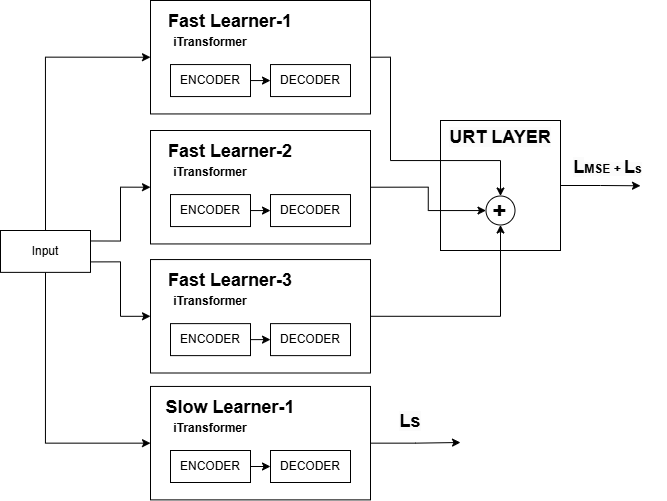 Fast Learner-1
iTransformer
ENCODER
DECODER
Fast Learner-2
iTransformer
ENCODER
DECODER
URT LAYER
+
LMSE + Ls
Input
Fast Learner-3
iTransformer
ENCODER
DECODER
Slow Learner-1
iTransformer
ENCODER
DECODER
Ls